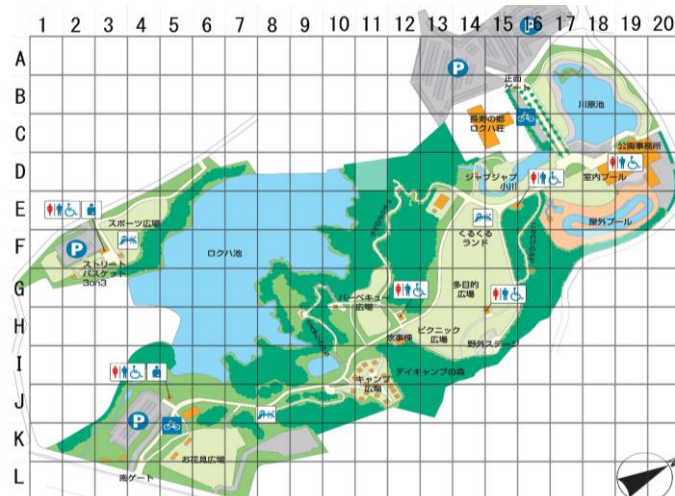 1 2 3 4 5 6 7 8 9 10 11 12 13 14 15 16 17 18 19 20
A
B
C
D
E
F
G
H
I
J
K
L
P
P
正面
ゲート
川原池
長寿の郷
ロクハ荘
公園事務所
ジャブジャブ
小川
室内プール
屋外プール
スポーツ広場
P
ストリート
バスケット
3on3
ロクハ池
くるくる
ランド
多目的
広場
バーベキュー
広場
ピクニック
広場
炊事棟
野外ステージ
デイキャンプの森
キャンプ
広場
P
お花見広場
南ゲート